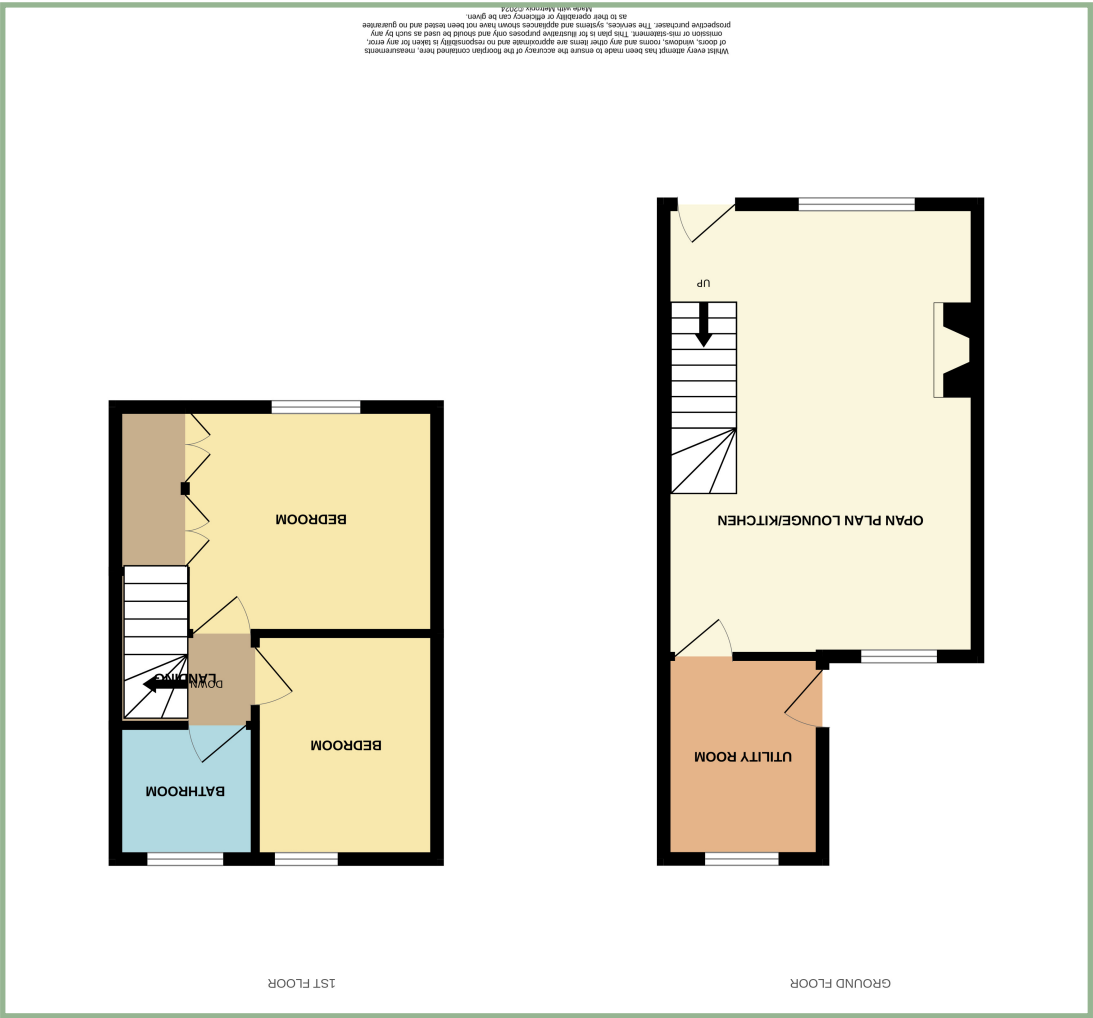 GROUND FLOOR
1ST FLOOR
UTILITY ROOM
OPAN PLAN LOUNGE/KITCHEN
UP
BEDROOM
BATHROOM
LANDING
DOWN
BEDROOM
Whilst every attempt has been made to ensure the accuracy of the floorplan contained here, measurements
of doors, windows, rooms and any other items are approximate and no responsibility is taken for any error,
omission or mis-statement. This plan is for illustrative purposes only and should be used as such by any
prospective purchaser. The services, systems and appliances shown have not been tested and no guarantee
as to their operability or efficiency can be given.
Made with Metropix ©2024